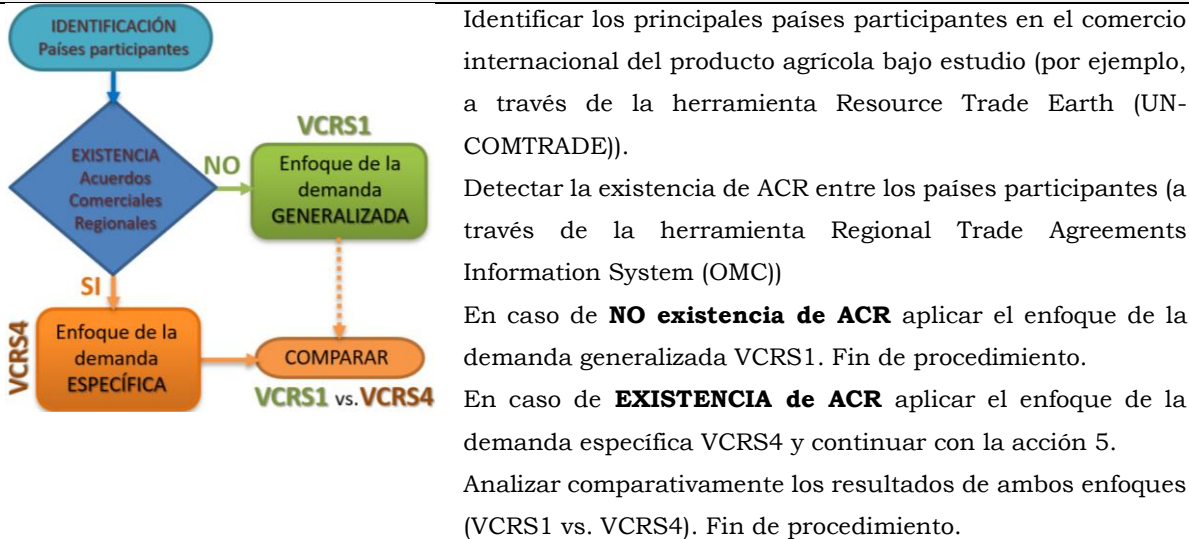 IDENTIFICACIÓN
Países participantes
EXISTENCIA
Acuerdos
Comerciales
Regionales
NO
VCRS1
Enfoque de la
demanda
GENERALIZADA
SI
VCRS4
Enfoque de la
demanda
ESPECÍFICA
COMPARAR
VCRS1 vs. VCRS4
Identificar los principales países participantes en el comercio
internacional del producto agrícola bajo estudio (por ejemplo,
a través de la herramienta Resource Trade Earth (UN-
COMTRADE)).
Detectar la existencia de ACR entre los países participantes (a
través de la herramienta Regional Trade Agreements
Information System (OMC))
En caso de NO existencia de ACR aplicar el enfoque de la
demanda generalizada VCRS1. Fin de procedimiento.
En caso de EXISTENCIA de ACR aplicar el enfoque de la
demanda específica VCRS4 y continuar con la acción 5.
Analizar comparativamente los resultados de ambos enfoques
(VCRS1 vs. VCRS4). Fin de procedimiento.